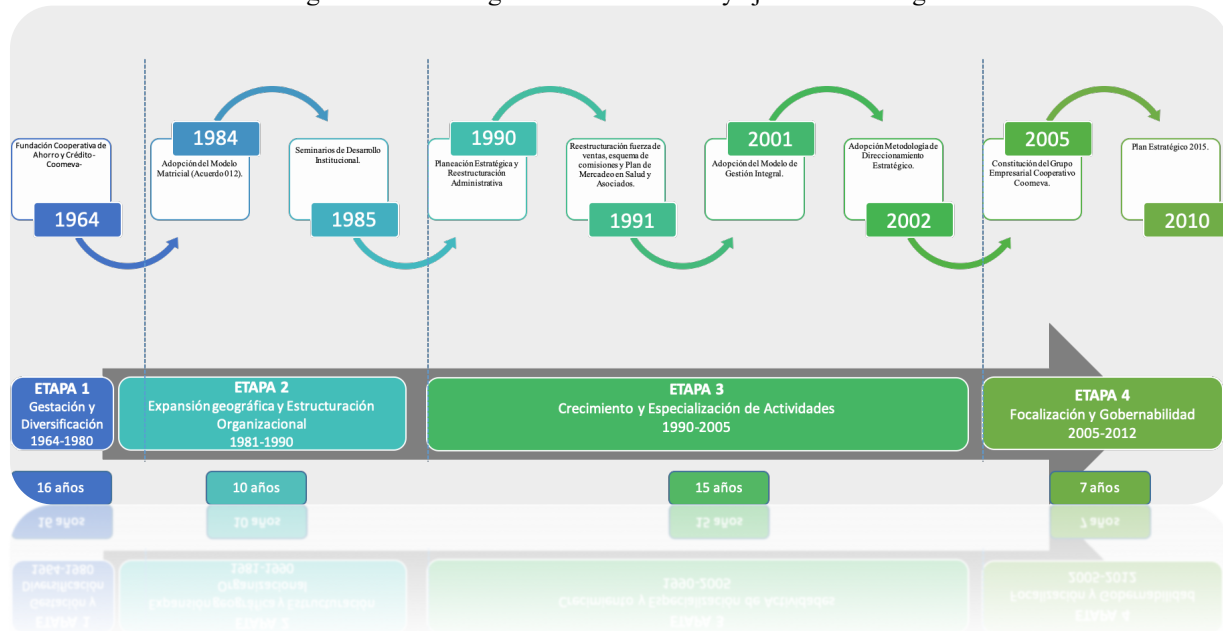 Fundación Cooperativa de
Ahorro y Crédito-
Coomeva-
1964
1984
Adopción del Modelo
Matricial (Acuerdo 012).
Seminarios de Desarrollo
Institucional.
1985
1990
Planeación Estratégica y
Reestructuración
Administrativa
Reestructuración fuerza de
ventas, esquema de
comisiones y Plan de
Mercadeo en Salud y
Asociados.
1991
2001
Adopción del Modelo de
Gestión Integral.
Adopción Metodología de
Direccionamiento
Estratégico.
2002
2005
Constitución del Grupo
Empresarial Cooperativo
Coomeva.
Plan Estratégico 2015.
2010
ETAPA 1
Gestación y
Diversificación
1964-1980
ETAPA 2
Expansión geográfica y Estructuración
Organizacional
1981-1990
ETAPA 3
Crecimiento y Especialización de Actividades
1990-2005
ETAPA 4
Focalización y Gobernabilidad
2005-2012
16 años
10 años
15 años
7 años